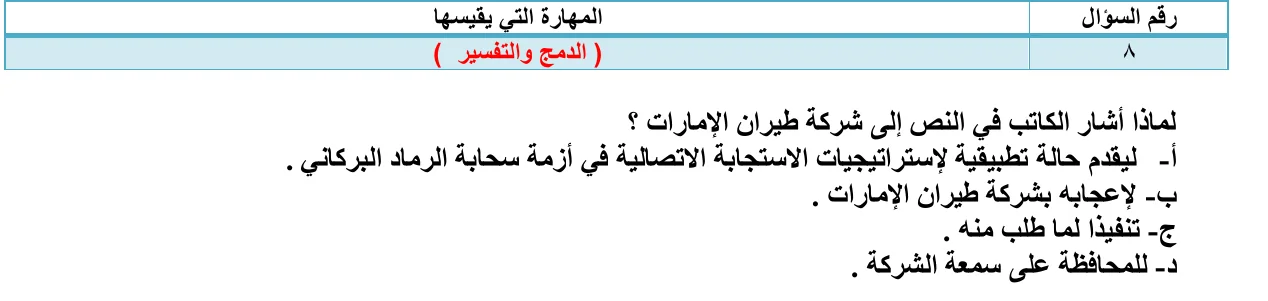 رقم السؤال المهارة التي يقيسها
٨ ( الدمج والتفسير )
لماذا أشار الكاتب في النص إلى شركة طيران الإمارات ؟
أ- ليقدم حالة تطبيقية لإستراتيجيات الاستجابة الاتصالية في أزمة سحابة الرماد البركاني .
ب- لإعجابه بشركة طيران الإمارات .
ج- تنفيذا لما طلب منه .
د- للمحافظة على سمعة الشركة .